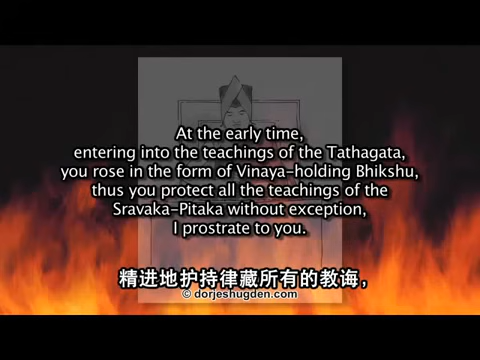 At the early time,
entering into the teachings of the Tathagata,
you rose in the form of Vinaya-holding Bhikshu,
thus you protect all the teachings of the
Sravaka-Pitaka without exception,
I prostrate to you.
精进地护持律藏所有的教诲，
© dorjeshugden.com